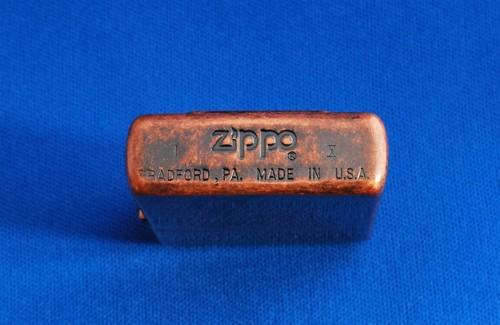 I Zippo® X
BRADFORD, PA. MADE IN U.S.A.